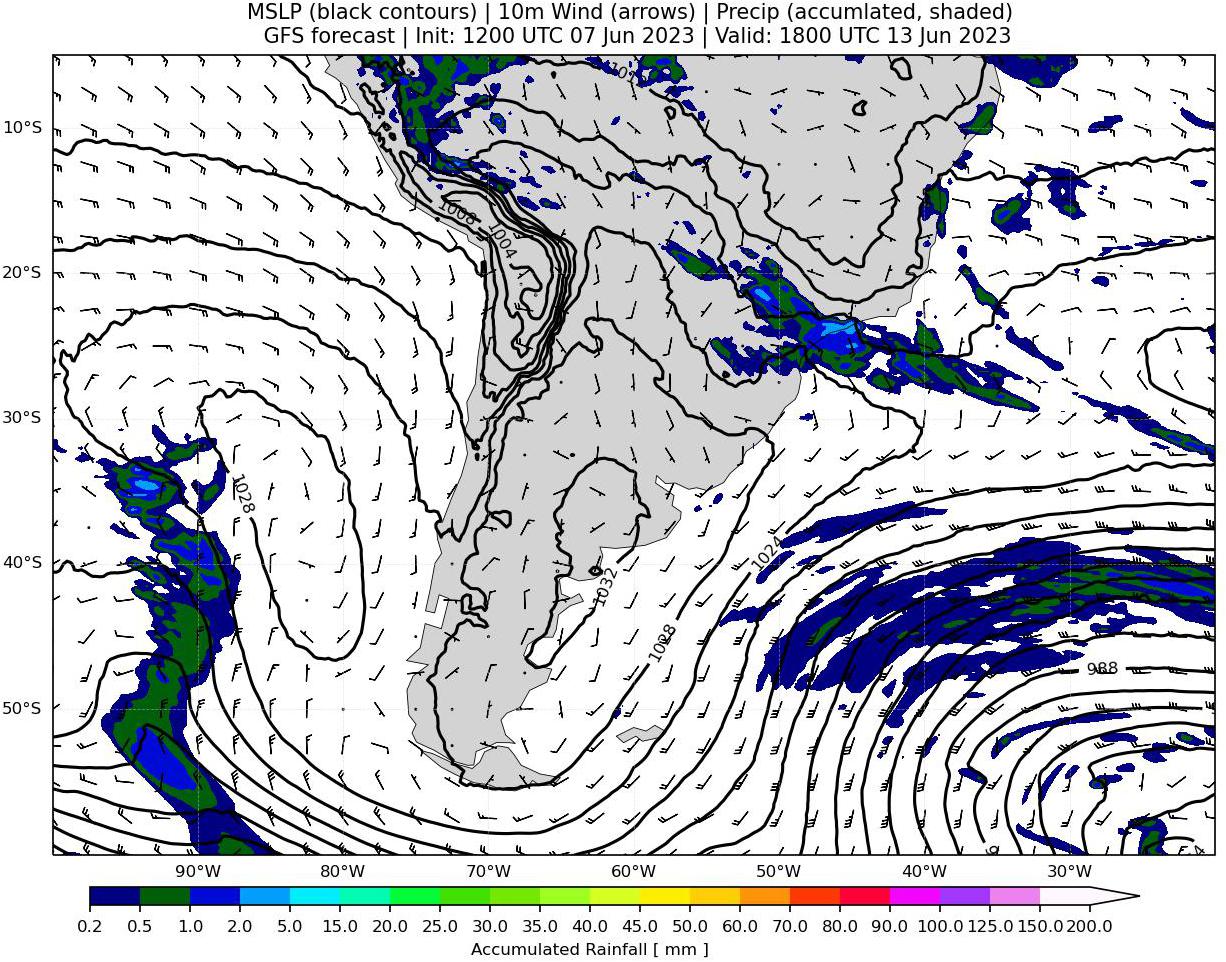 MSLP (black contours) | 10m Wind (arrows) | Precip (accumlated, shaded)
GFS forecast | Init: 1200 UTC 07 Jun 2023 | Valid: 1800 UTC 13 Jun 2023
10°S
1008
1004
20°S
30°S
1028
1024
40°S
1032
1028
988
50°S
90°W 80°W 70°W 60°W 50°W 40°W 30°W
0.2 0.5 1.0 2.0 5.0 10.0 15.0 20.0 25.0 30.0 35.0 40.0 45.0 50.0 60.0 70.0 80.0 90.0 100.0 125.0 150.0 200.0
Accumulated Rainfall [ mm ]